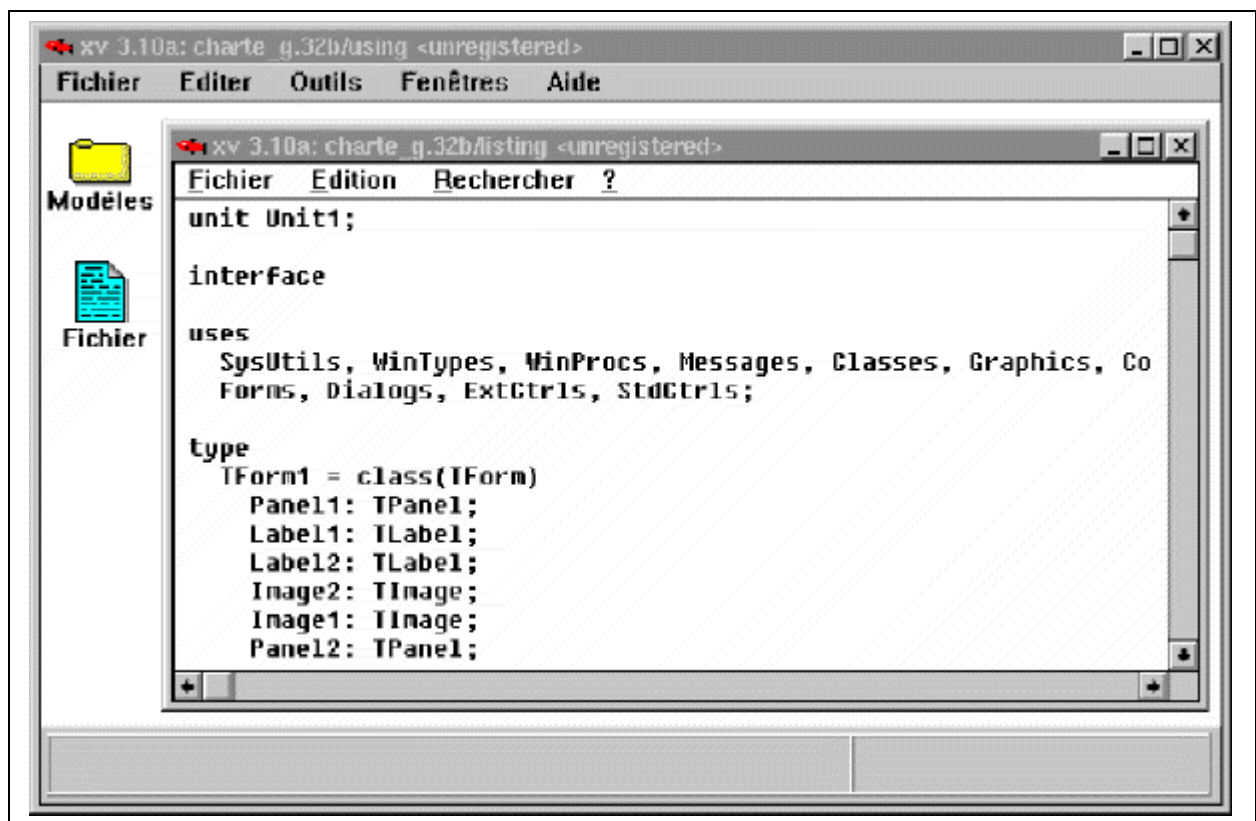 xv 3.10a: charte_g.32b/using <unregistered>
Fichier Editer Outils Fenêtres Aide
Modéles
Fichier
xv 3.10a: charte_g.32b/listing <unregistered>
Fichier Edition Rechercher ?
unit Unit1;
interface
uses
SysUtils, WinTypes, WinProcs, Messages, Classes, Graphics, Co
Forms, Dialogs, ExtCtrls, StdCtrls;
type
TForm1 = class(TForm)
Panel1: TPanel;
Label1: TLabel;
Label2: TLabel;
Image2: TImage;
Image1: TImage;
Panel2: TPanel;